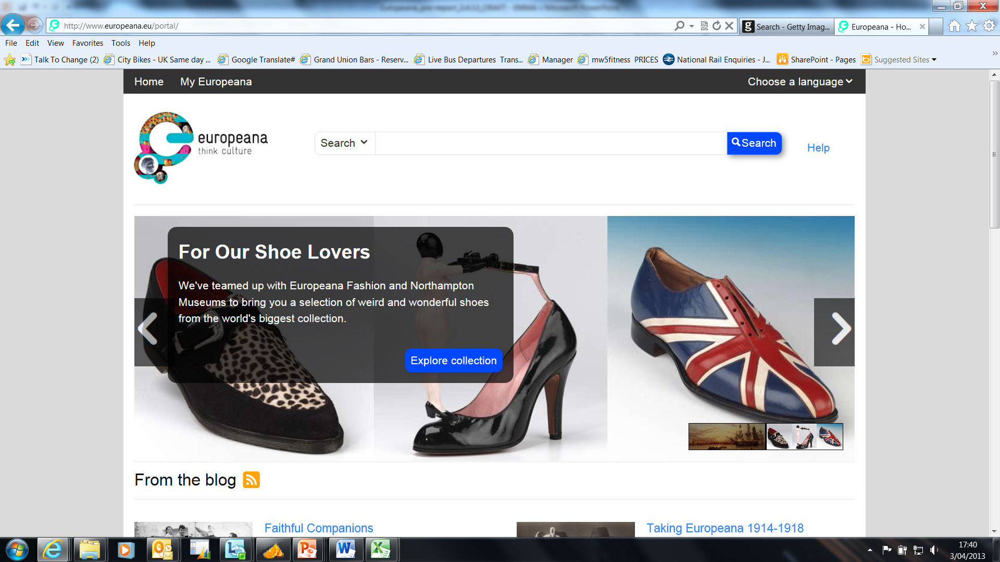 http://www.europeana.eu/portal/
Search - Getty Imag...
Europeana - Ho...
File Edit View Favorites Tools Help
Talk To Change (2) City Bikes - UK Same day ... Google Translate# Grand Union Bars - Reserv... Live Bus Departures Trans... Manager mw5fitness PRICES National Rail Enquiries - J... SharePoint - Pages Suggested Sites
Home My Europeana Choose a language
europeana
think culture
Search Search Help
For Our Shoe Lovers
We've teamed up with Europeana Fashion and Northampton
Museums to bring you a selection of weird and wonderful shoes
from the world's biggest collection.
Explore collection
From the blog
Faithful Companions Taking Europeana 1914-1918
17:40
3/04/2013